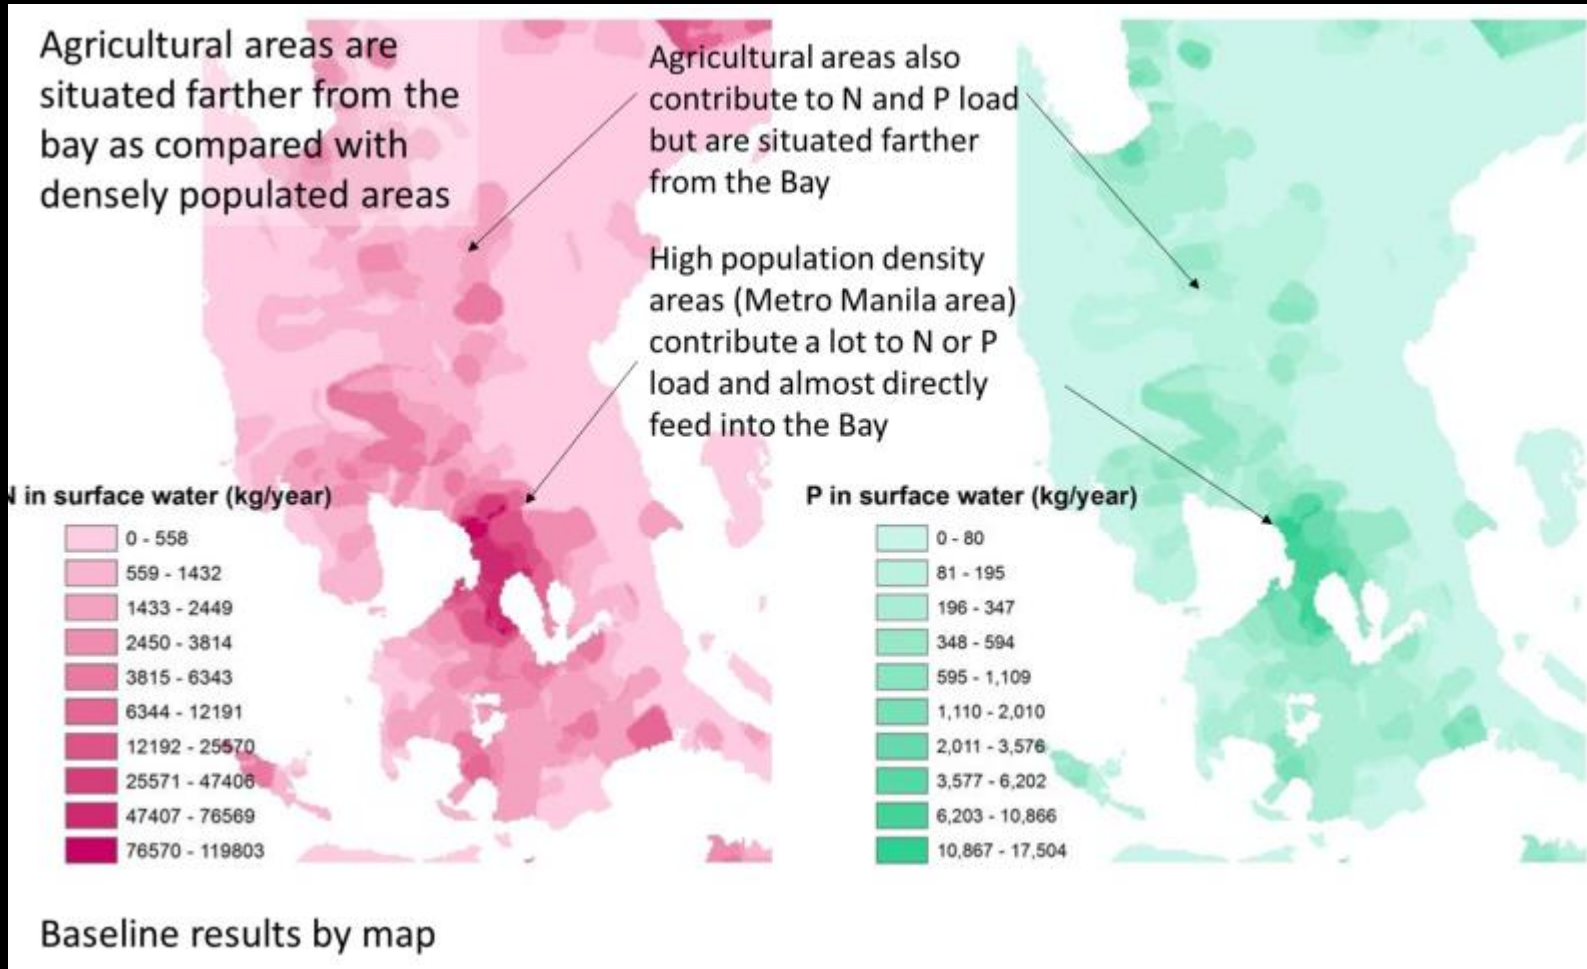 Agricultural areas are
situated farther from the
bay as compared with
densely populated areas
Agricultural areas also
contribute to N and P load
but are situated farther
from the Bay
High population density
areas (Metro Manila area)
contribute a lot to N or P
load and almost directly
feed into the Bay
N in surface water (kg/year)
0 - 558
559 - 1432
1433 - 2449
2450 - 3814
3815 - 6343
6344 - 12191
12192 - 25570
25571 - 47406
47407 - 76569
76570 - 119803
P in surface water (kg/year)
0 - 80
81 - 195
196 - 347
348 - 594
595 - 1,109
1,110 - 2,010
2,011 - 3,576
3,577 - 6,202
6,203 - 10,866
10,867 - 17,504
Baseline results by map